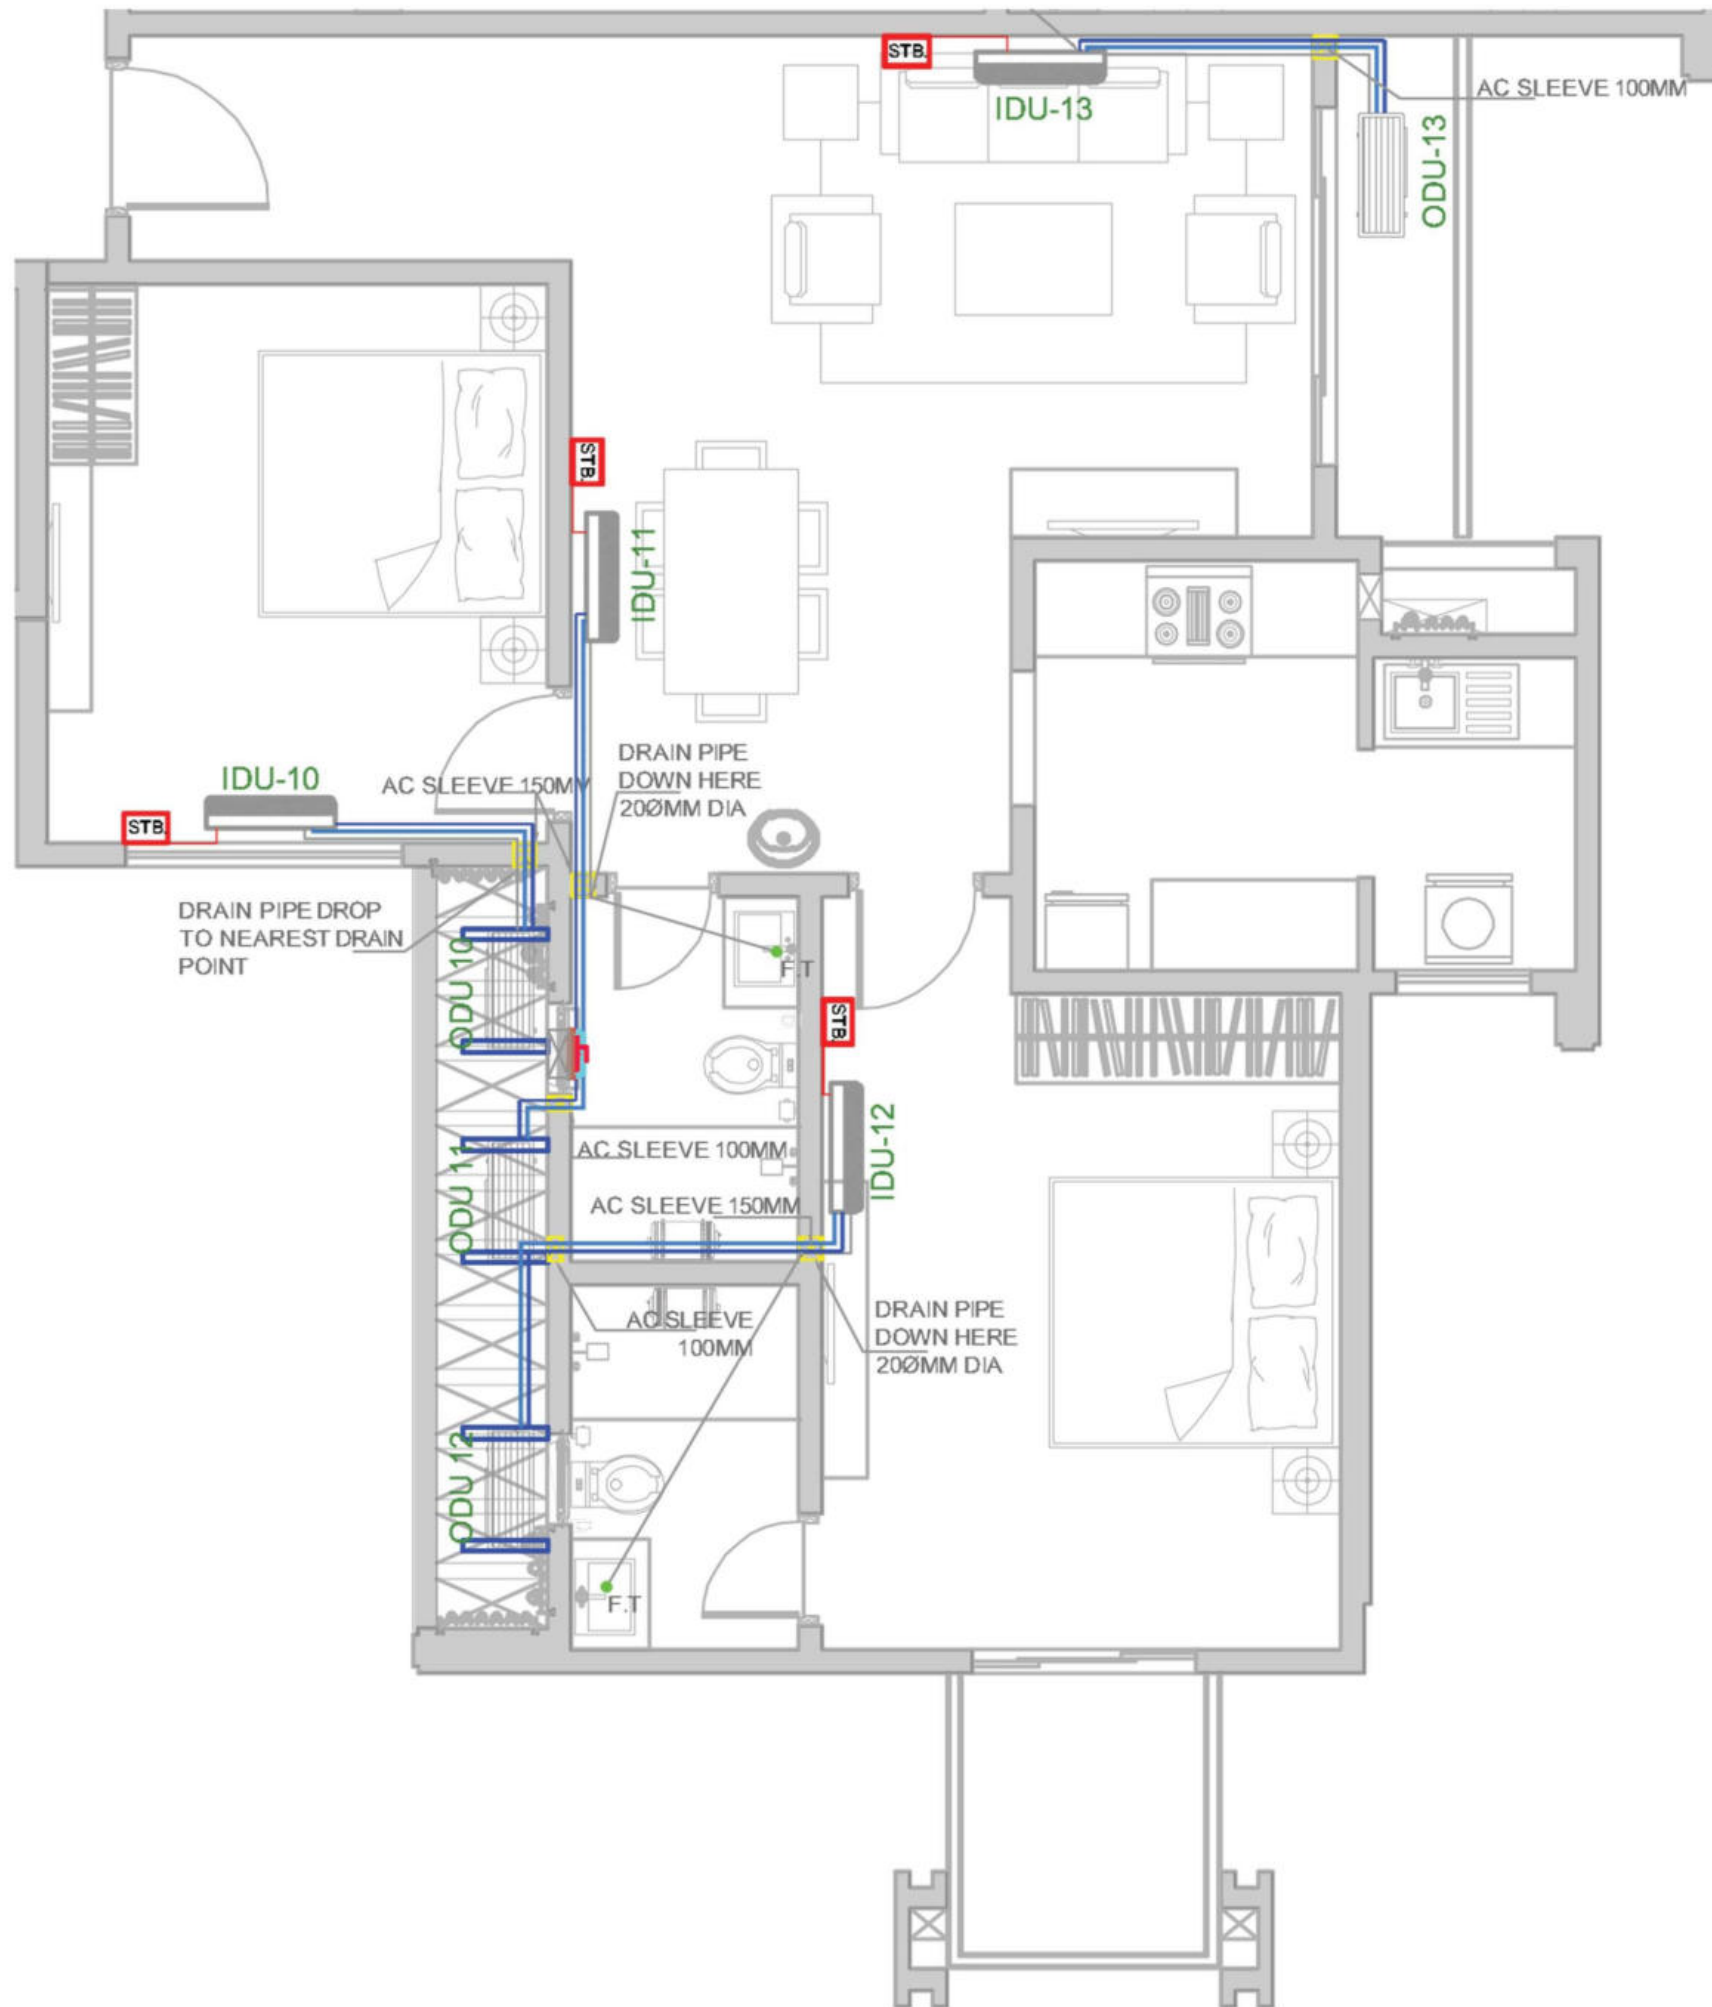 STB.
IDU-13
AC SLEEVE 100MM
ODU-13
STB.
IDU-11
DRAIN PIPE
DOWN HERE
20ØMM DIA
AC SLEEVE 150MM
IDU-10
STB.
DRAIN PIPE DROP
TO NEAREST DRAIN
POINT
ODU 10
F.T
STB.
IDU-12
AC SLEEVE 100MM
ODU 11
AC SLEEVE 150MM
AC SLEEVE
100MM
DRAIN PIPE
DOWN HERE
20ØMM DIA
ODU 12
F.T